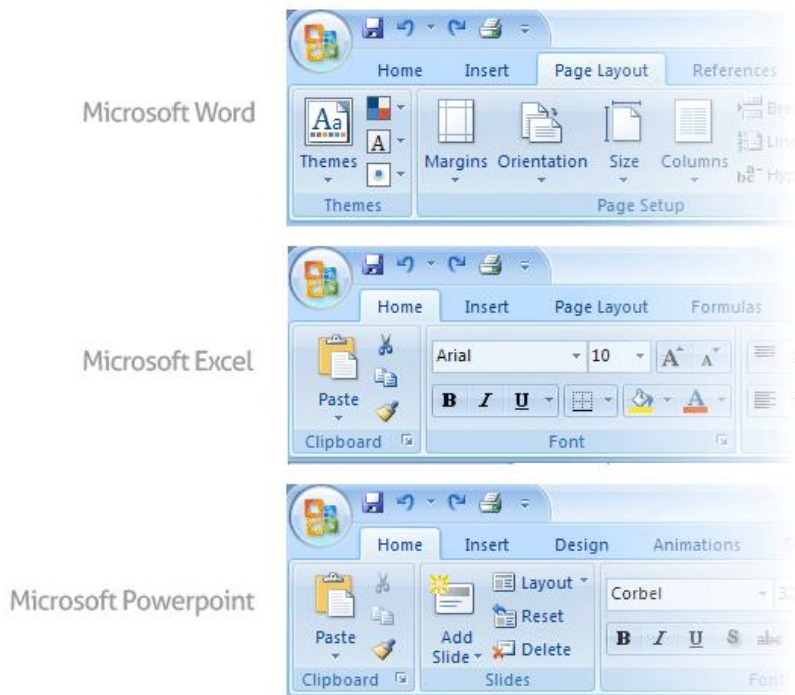 Microsoft Word
Home Insert Page Layout References
Aa
A
Themes Margins Orientation Size Columns
Themes Page Setup
Microsoft Excel
Home Insert Page Layout Formulas
Arial 10 A A
Paste B I U A
Clipboard Font
Microsoft Powerpoint
Home Insert Design Animations
Layout
Corbel
Reset
Paste Add Slide Delete B I U S abc
Clipboard Slides Font